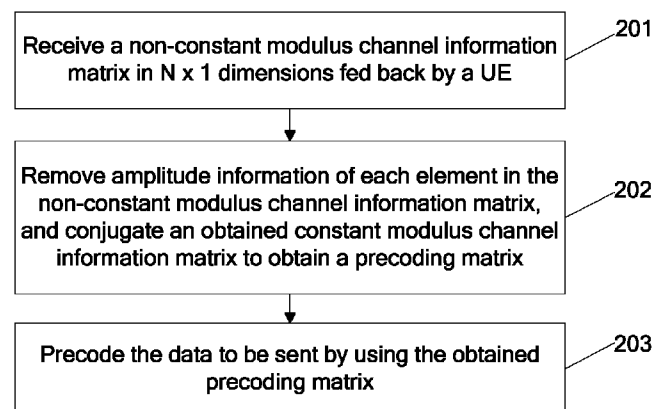 Receive a non-constant modulus channel information
matrix in N x 1 dimensions fed back by a UE
201
Remove amplitude information of each element in the
non-constant modulus channel information matrix,
and conjugate an obtained constant modulus channel
information matrix to obtain a precoding matrix
202
Precode the data to be sent by using the obtained
precoding matrix
203